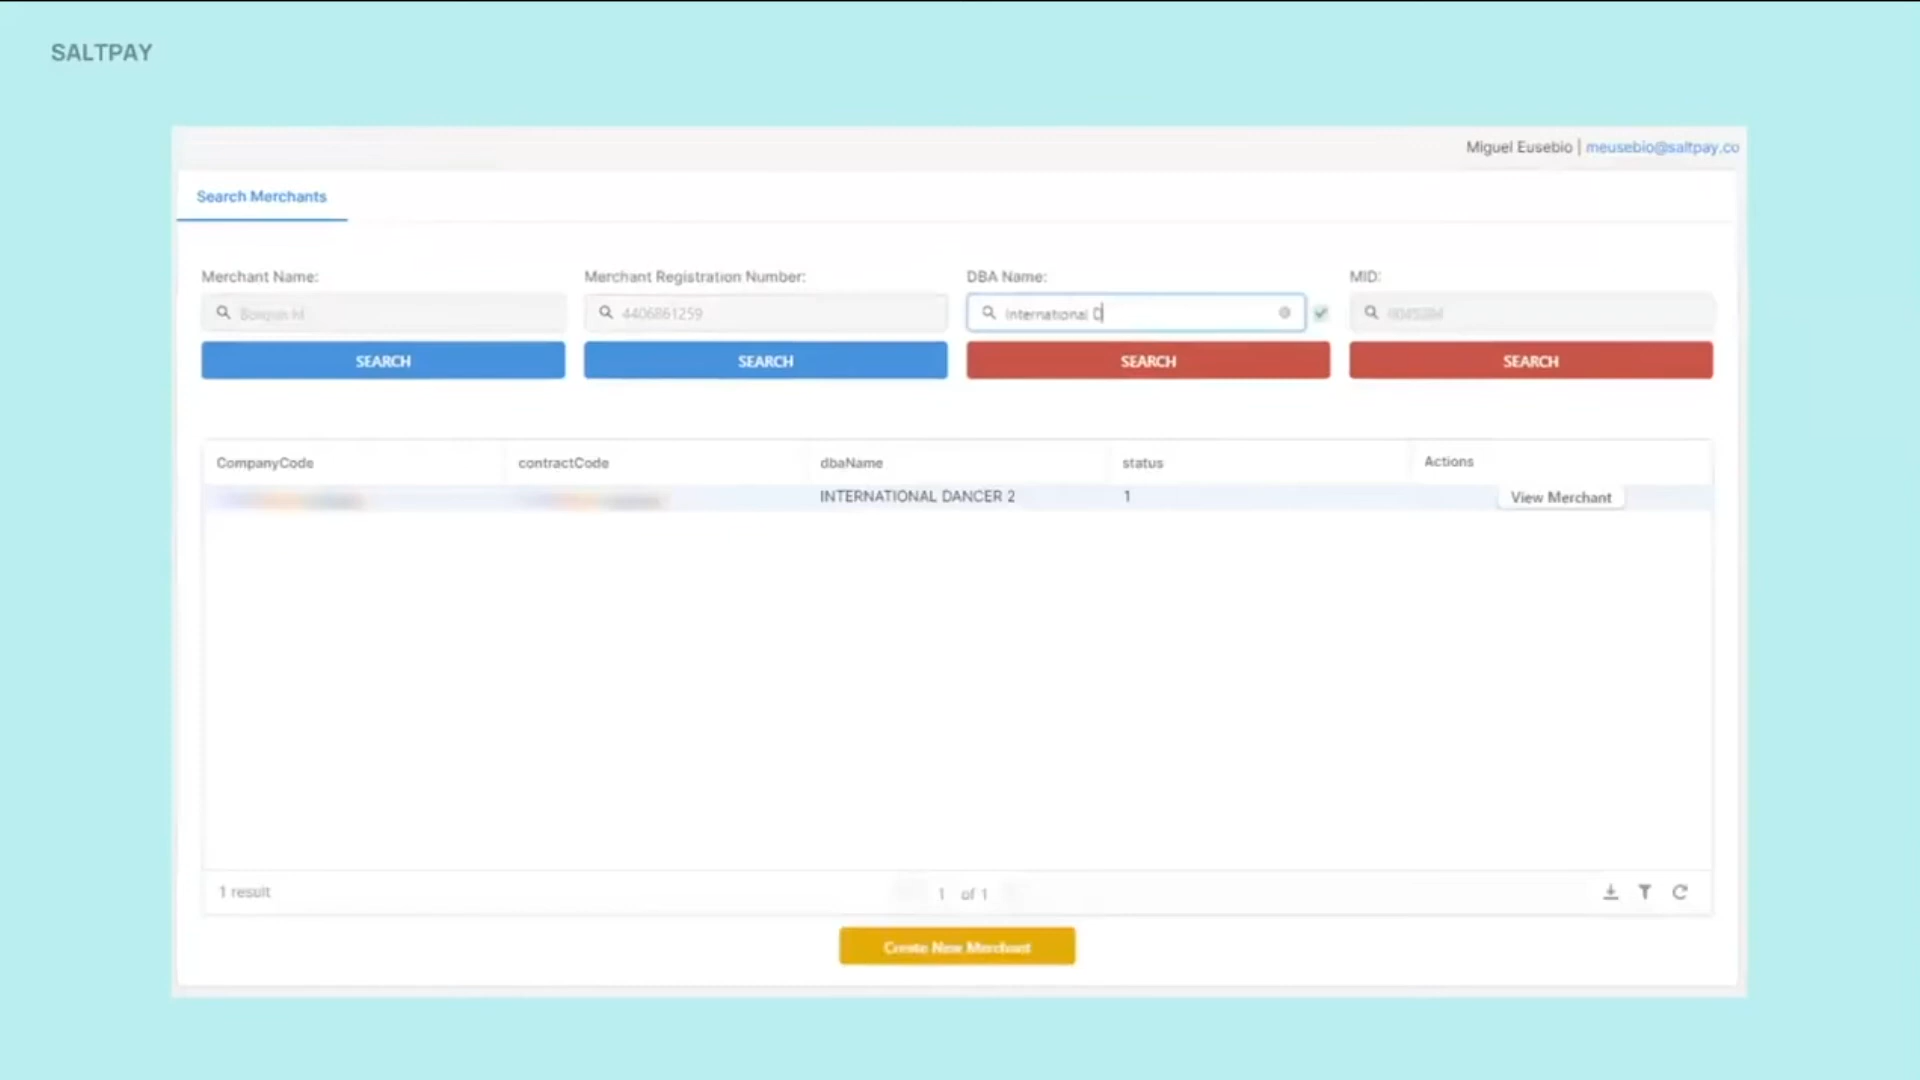 SALTPAY
Miguel Eusebio | meusebio@saltpay.co
Search Merchants
Merchant Name: Merchant Registration Number: DBA Name: MID:
4406861259 International D
SEARCH SEARCH SEARCH SEARCH
CompanyCode contractCode dbaName status Actions
INTERNATIONAL DANCER 2 1 View Merchant
1 result 1 of 1
Create New Merchant